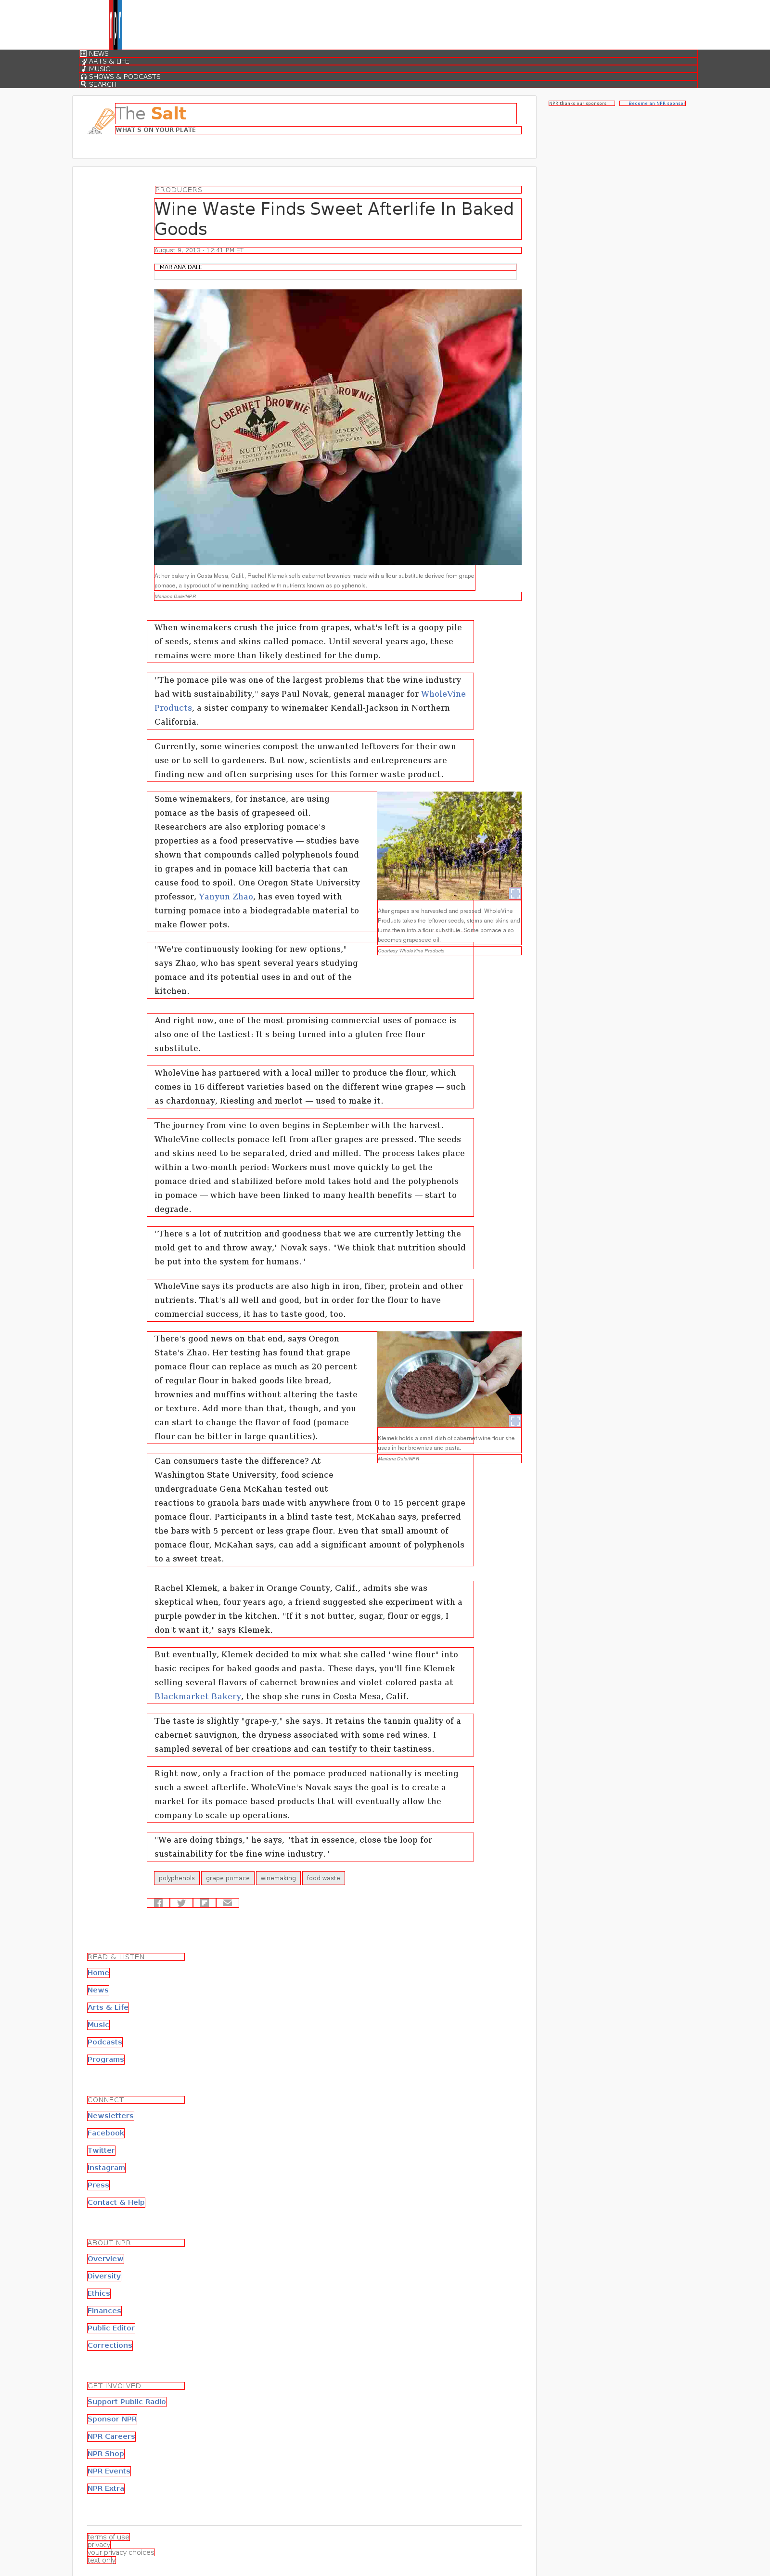 NEWS
ARTS & LIFE
MUSIC
SHOWS & PODCASTS
SEARCH
NPR thanks our sponsors
Become an NPR sponsor
The Salt
WHAT'S ON YOUR PLATE
PRODUCERS
Wine Waste Finds Sweet Afterlife In Baked
Goods
August 9, 2013 · 12:41 PM ET
MARIANA DALE
CABERNET BROWNIE
NUTTY NOIR
At her bakery in Costa Mesa, Calif., Rachel Klemek sells cabernet brownies made with a flour substitute derived from grape
pomace, a byproduct of winemaking packed with nutrients known as polyphenols.
Mariana Dale/NPR
When winemakers crush the juice from grapes, what's left is a goopy pile
of seeds, stems and skins called pomace. Until several years ago, these
remains were more than likely destined for the dump.
"The pomace pile was one of the largest problems that the wine industry
had with sustainability," says Paul Novak, general manager for WholeVine
Products, a sister company to winemaker Kendall-Jackson in Northern
California.
Currently, some wineries compost the unwanted leftovers for their own
use or to sell to gardeners. But now, scientists and entrepreneurs are
finding new and often surprising uses for this former waste product.
Some winemakers, for instance, are using
pomace as the basis of grapeseed oil.
Researchers are also exploring pomace's
properties as a food preservative — studies have
shown that compounds called polyphenols found
in grapes and in pomace kill bacteria that can
cause food to spoil. One Oregon State University
professor, Yanyun Zhao, has even toyed with
turning pomace into a biodegradable material to
make flower pots.
After grapes are harvested and pressed, WholeVine
Products takes the leftover seeds, stems and skins and
turns them into a flour substitute. Some pomace also
becomes grapeseed oil.
Courtesy WholeVine Products
"We're continuously looking for new options,"
says Zhao, who has spent several years studying
pomace and its potential uses in and out of the
kitchen.
And right now, one of the most promising commercial uses of pomace is
also one of the tastiest: It's being turned into a gluten-free flour
substitute.
WholeVine has partnered with a local miller to produce the flour, which
comes in 16 different varieties based on the different wine grapes — such
as chardonnay, Riesling and merlot — used to make it.
The journey from vine to oven begins in September with the harvest.
WholeVine collects pomace left from after grapes are pressed. The seeds
and skins need to be separated, dried and milled. The process takes place
within a two-month period: Workers must move quickly to get the
pomace dried and stabilized before mold takes hold and the polyphenols
in pomace — which have been linked to many health benefits — start to
degrade.
"There's a lot of nutrition and goodness that we are currently letting the
mold get to and throw away," Novak says. "We think that nutrition should
be put into the system for humans."
WholeVine says its products are also high in iron, fiber, protein and other
nutrients. That's all well and good, but in order for the flour to have
commercial success, it has to taste good, too.
There's good news on that end, says Oregon
State's Zhao. Her testing has found that grape
pomace flour can replace as much as 20 percent
of regular flour in baked goods like bread,
brownies and muffins without altering the taste
or texture. Add more than that, though, and you
can start to change the flavor of food (pomace
flour can be bitter in large quantities).
Klemek holds a small dish of cabernet wine flour she
uses in her brownies and pasta.
Mariana Dale/NPR
Can consumers taste the difference? At
Washington State University, food science
undergraduate Gena McKahan tested out
reactions to granola bars made with anywhere from 0 to 15 percent grape
pomace flour. Participants in a blind taste test, McKahan says, preferred
the bars with 5 percent or less grape flour. Even that small amount of
pomace flour, McKahan says, can add a significant amount of polyphenols
to a sweet treat.
Rachel Klemek, a baker in Orange County, Calif., admits she was
skeptical when, four years ago, a friend suggested she experiment with a
purple powder in the kitchen. "If it's not butter, sugar, flour or eggs, I
don't want it," says Klemek.
But eventually, Klemek decided to mix what she called "wine flour" into
basic recipes for baked goods and pasta. These days, you'll fine Klemek
selling several flavors of cabernet brownies and violet-colored pasta at
Blackmarket Bakery, the shop she runs in Costa Mesa, Calif.
The taste is slightly "grape-y," she says. It retains the tannin quality of a
cabernet sauvignon, the dryness associated with some red wines. I
sampled several of her creations and can testify to their tastiness.
Right now, only a fraction of the pomace produced nationally is meeting
such a sweet afterlife. WholeVine's Novak says the goal is to create a
market for its pomace-based products that will eventually allow the
company to scale up operations.
"We are doing things," he says, "that in essence, close the loop for
sustainability for the fine wine industry."
polyphenols grape pomace winemaking food waste
READ & LISTEN
Home
News
Arts & Life
Music
Podcasts
Programs
CONNECT
Newsletters
Facebook
Twitter
Instagram
Press
Contact & Help
ABOUT NPR
Overview
Diversity
Ethics
Finances
Public Editor
Corrections
GET INVOLVED
Support Public Radio
Sponsor NPR
NPR Careers
NPR Shop
NPR Events
NPR Extra
terms of use
privacy
your privacy choices
text only